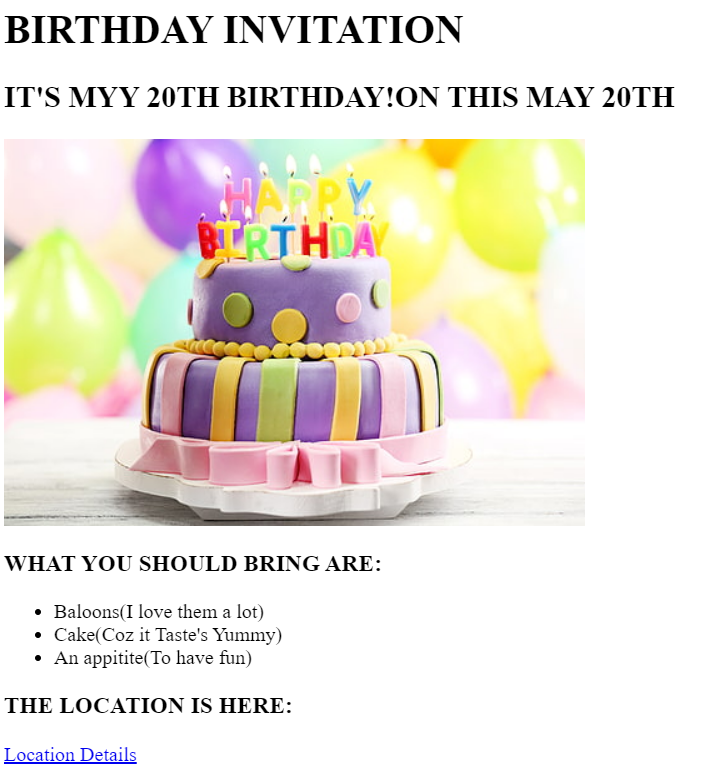 BIRTHDAY INVITATION
IT'S MYY 20TH BIRTHDAY!ON THIS MAY 20TH
HAPPY
BIRTHDAY
WHAT YOU SHOULD BRING ARE:
Baloons(I love them a lot)
Cake(Coz it Taste's Yummy)
An appitite(To have fun)
THE LOCATION IS HERE:
Location Details